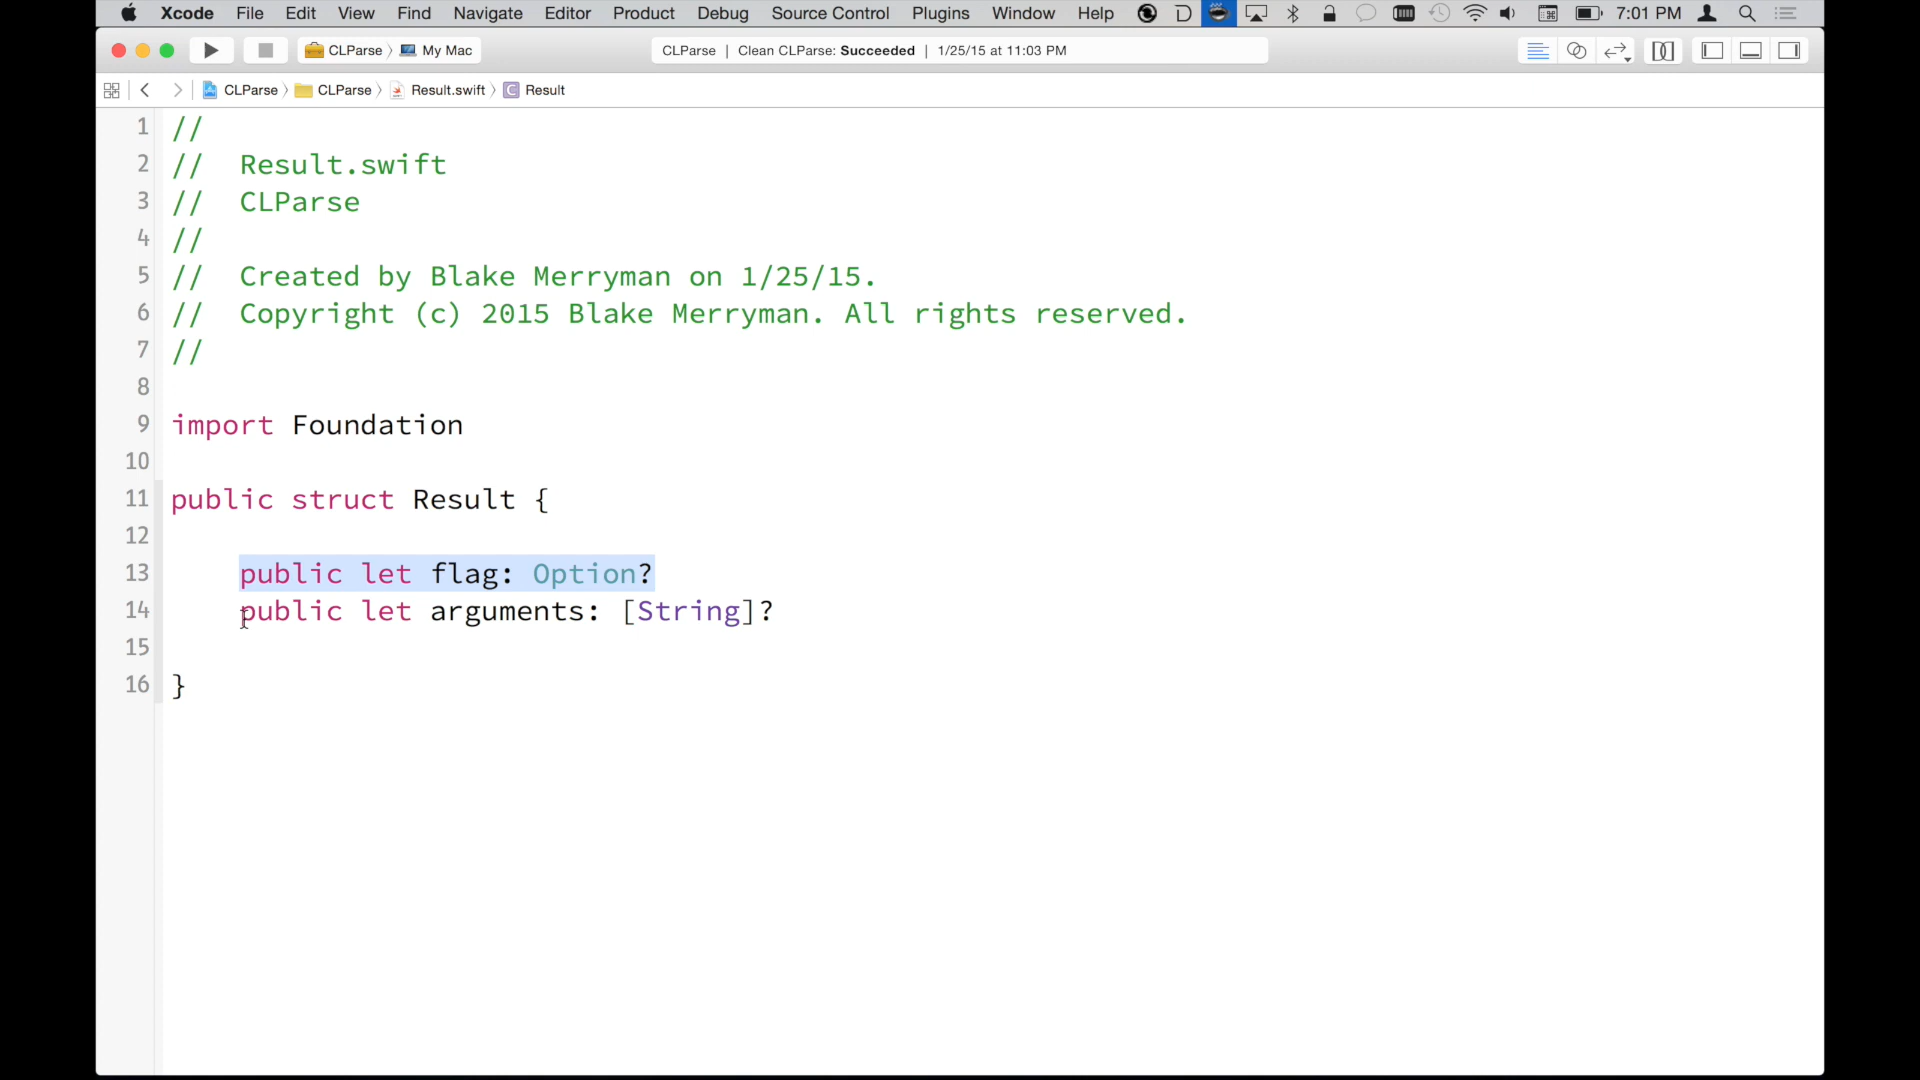 Xcode File Edit View Find Navigate Editor Product Debug Source Control Plugins Window Help 7:01 PM
CLParse My Mac CLParse | Clean CLParse: Succeeded | 1/25/15 at 11:03 PM
CLParse CLParse Result.swift C Result
1 //
2 // Result.swift
3 // CLParse
4 //
5 // Created by Blake Merryman on 1/25/15.
6 // Copyright (c) 2015 Blake Merryman. All rights reserved.
7 //
8
9 import Foundation
10
11 public struct Result {
12
13 public let flag: Option?
14 public let arguments: [String]?
15
16 }